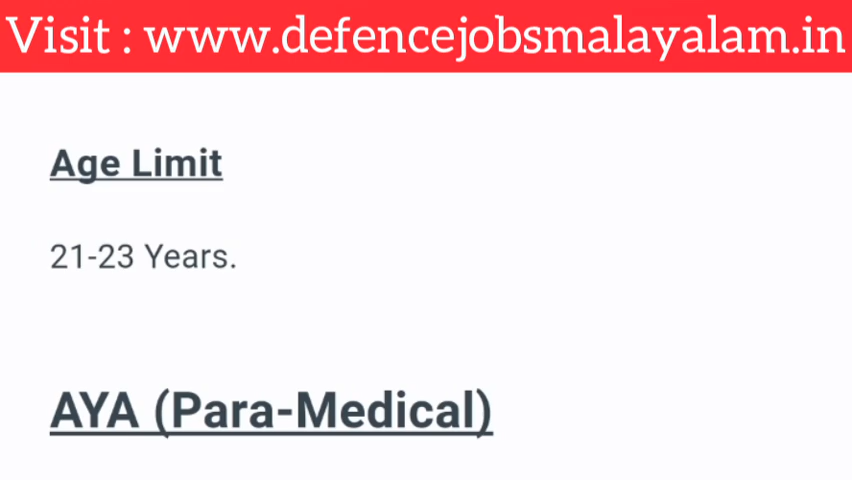 Visit : www.defencejobsmalayalam.in
Age Limit
21-23 Years.
AYA (Para-Medical)